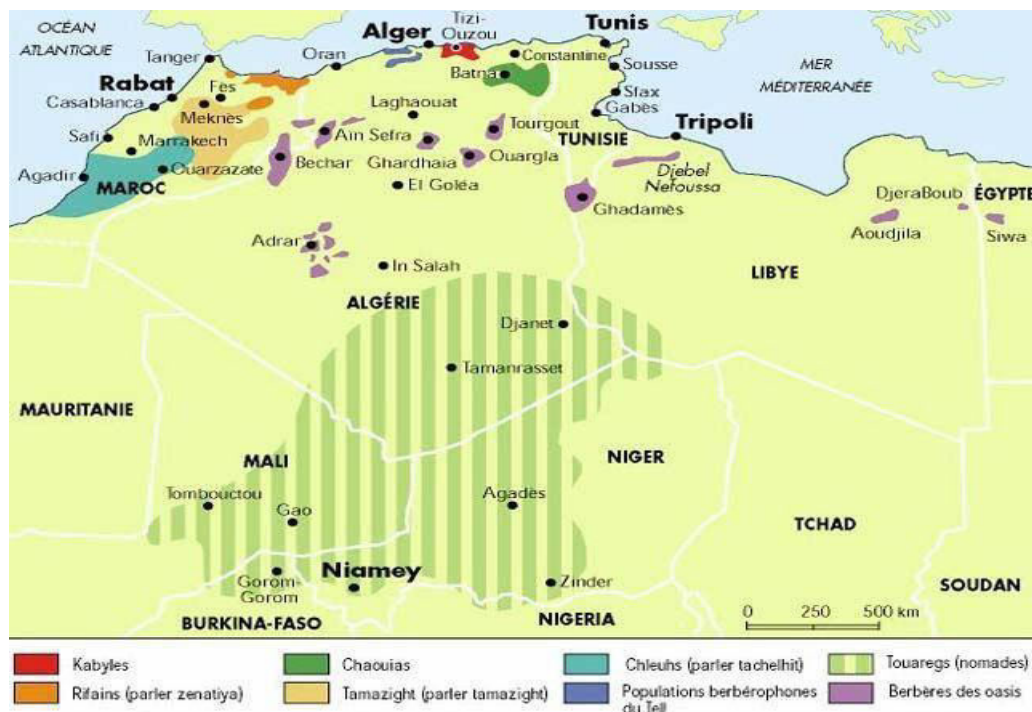 OCÉAN
ATLANTIQUE
Tanger
Oran
Alger
Tizi-
Ouzou
Tunis
Constantine
Batna
Sousse
MER
MÉDITERRANÉE
Rabat
Casablanca
Fès
Meknès
Laghaouat
Sfax
Gabès
Safi
Marrakech
Aïn Sefra
Tourgout
TUNISIE
Tripoli
Agadir
MAROC
Ouarzazate
Bechar
Ghardhaia
Ouargla
El Goléa
Djebel
Nefoussa
Ghadamès
DjeraBoub
ÉGYPTE
Aoudjila
Siwa
Adrar
In Salah
LIBYE
ALGÉRIE
Djanet
Tamanrasset
MAURITANIE
MALI
NIGER
Tombouctou
Gao
Agadès
TCHAD
Gorom-
Gorom
Niamey
Zinder
SOUDAN
BURKINA-FASO
NIGERIA
0 250 500 km
Kabyles
Chaouias
Chleuhs (parler tachelhit)
Touaregs (nomades)
Rifains (parler zenatiya)
Tamazight (parler tamazight)
Populations berbérophones
du Tell
Berbères des oasis